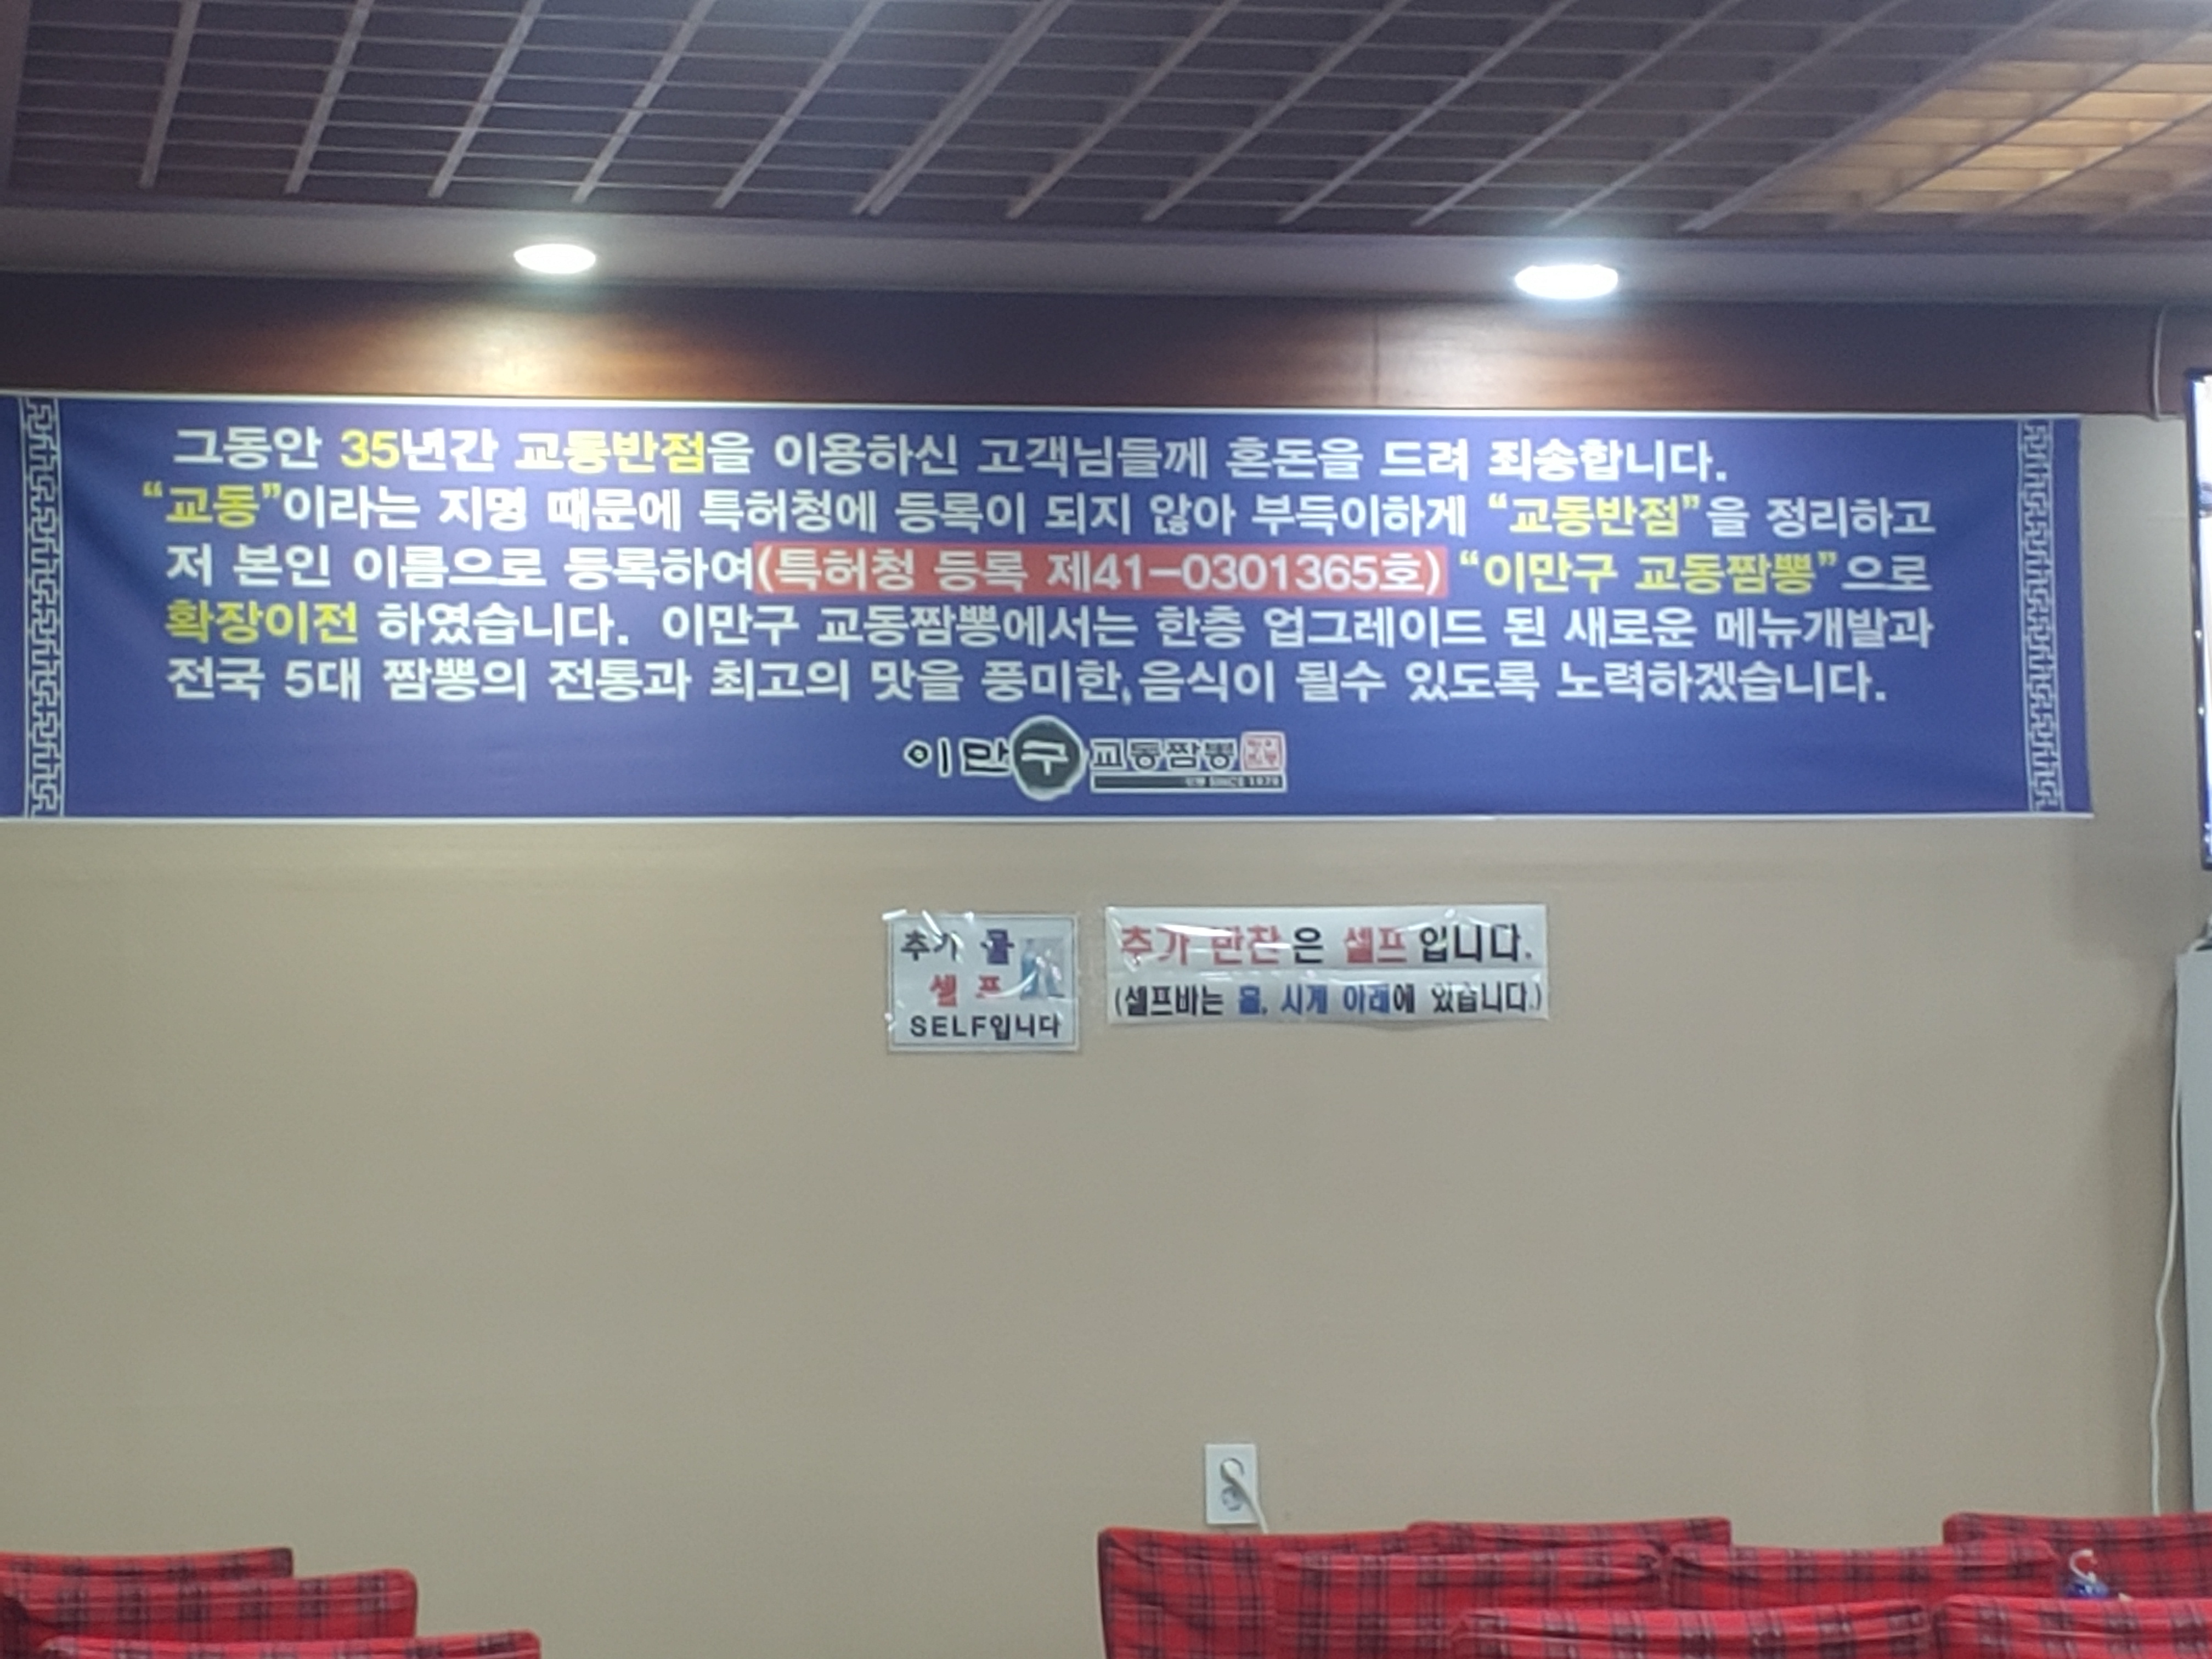 그동안 35년간 교동반점을 이용하신 고객님들께 혼돈을 드려 죄송합니다.
“교동”이라는 지명 때문에 특허청에 등록이 되지 않아 부득이하게 “교동반점”을 정리하고
저 본인 이름으로 등록하여(특허청 등록 제41-0301365호) “이만구 교동짬뽕”으로
확장이전 하였습니다. 이만구 교동짬뽕에서는 한층 업그레이드 된 새로운 메뉴개발과
전국 5대 짬뽕의 전통과 최고의 맛을 풍미한, 음식이 될수 있도록 노력하겠습니다.
이만구 교동짬뽕
SINCE 1979
추가 물
셀프
SELF입니다
추가 반찬은 셀프입니다.
(셀프바는 홀, 시계 아래에 있습니다.)